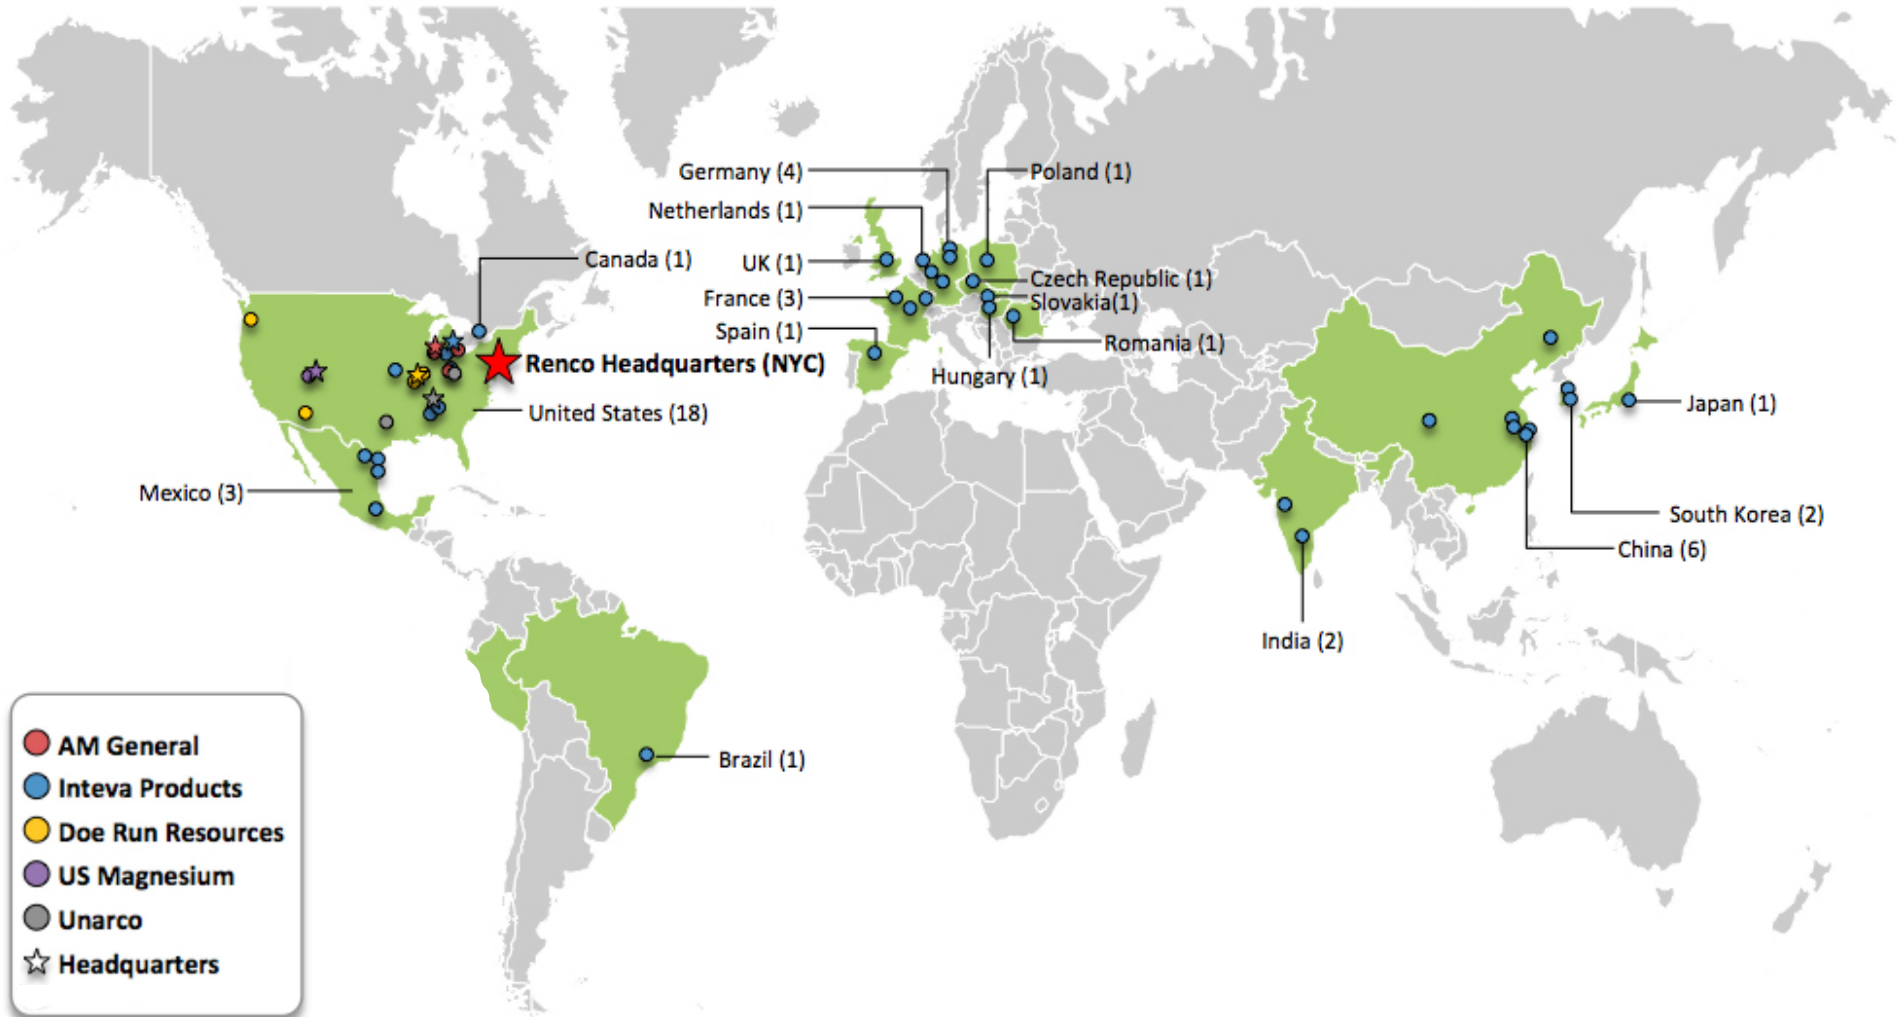 Germany (4)
Poland (1)
Netherlands (1)
Canada (1)
UK (1)
Czech Republic (1)
France (3)
Slovakia(1)
Spain (1)
Romania (1)
Renco Headquarters (NYC)
Hungary (1)
United States (18)
Japan (1)
Mexico (3)
South Korea (2)
China (6)
India (2)
Brazil (1)
AM General
Inteva Products
Doe Run Resources
US Magnesium
Unarco
Headquarters